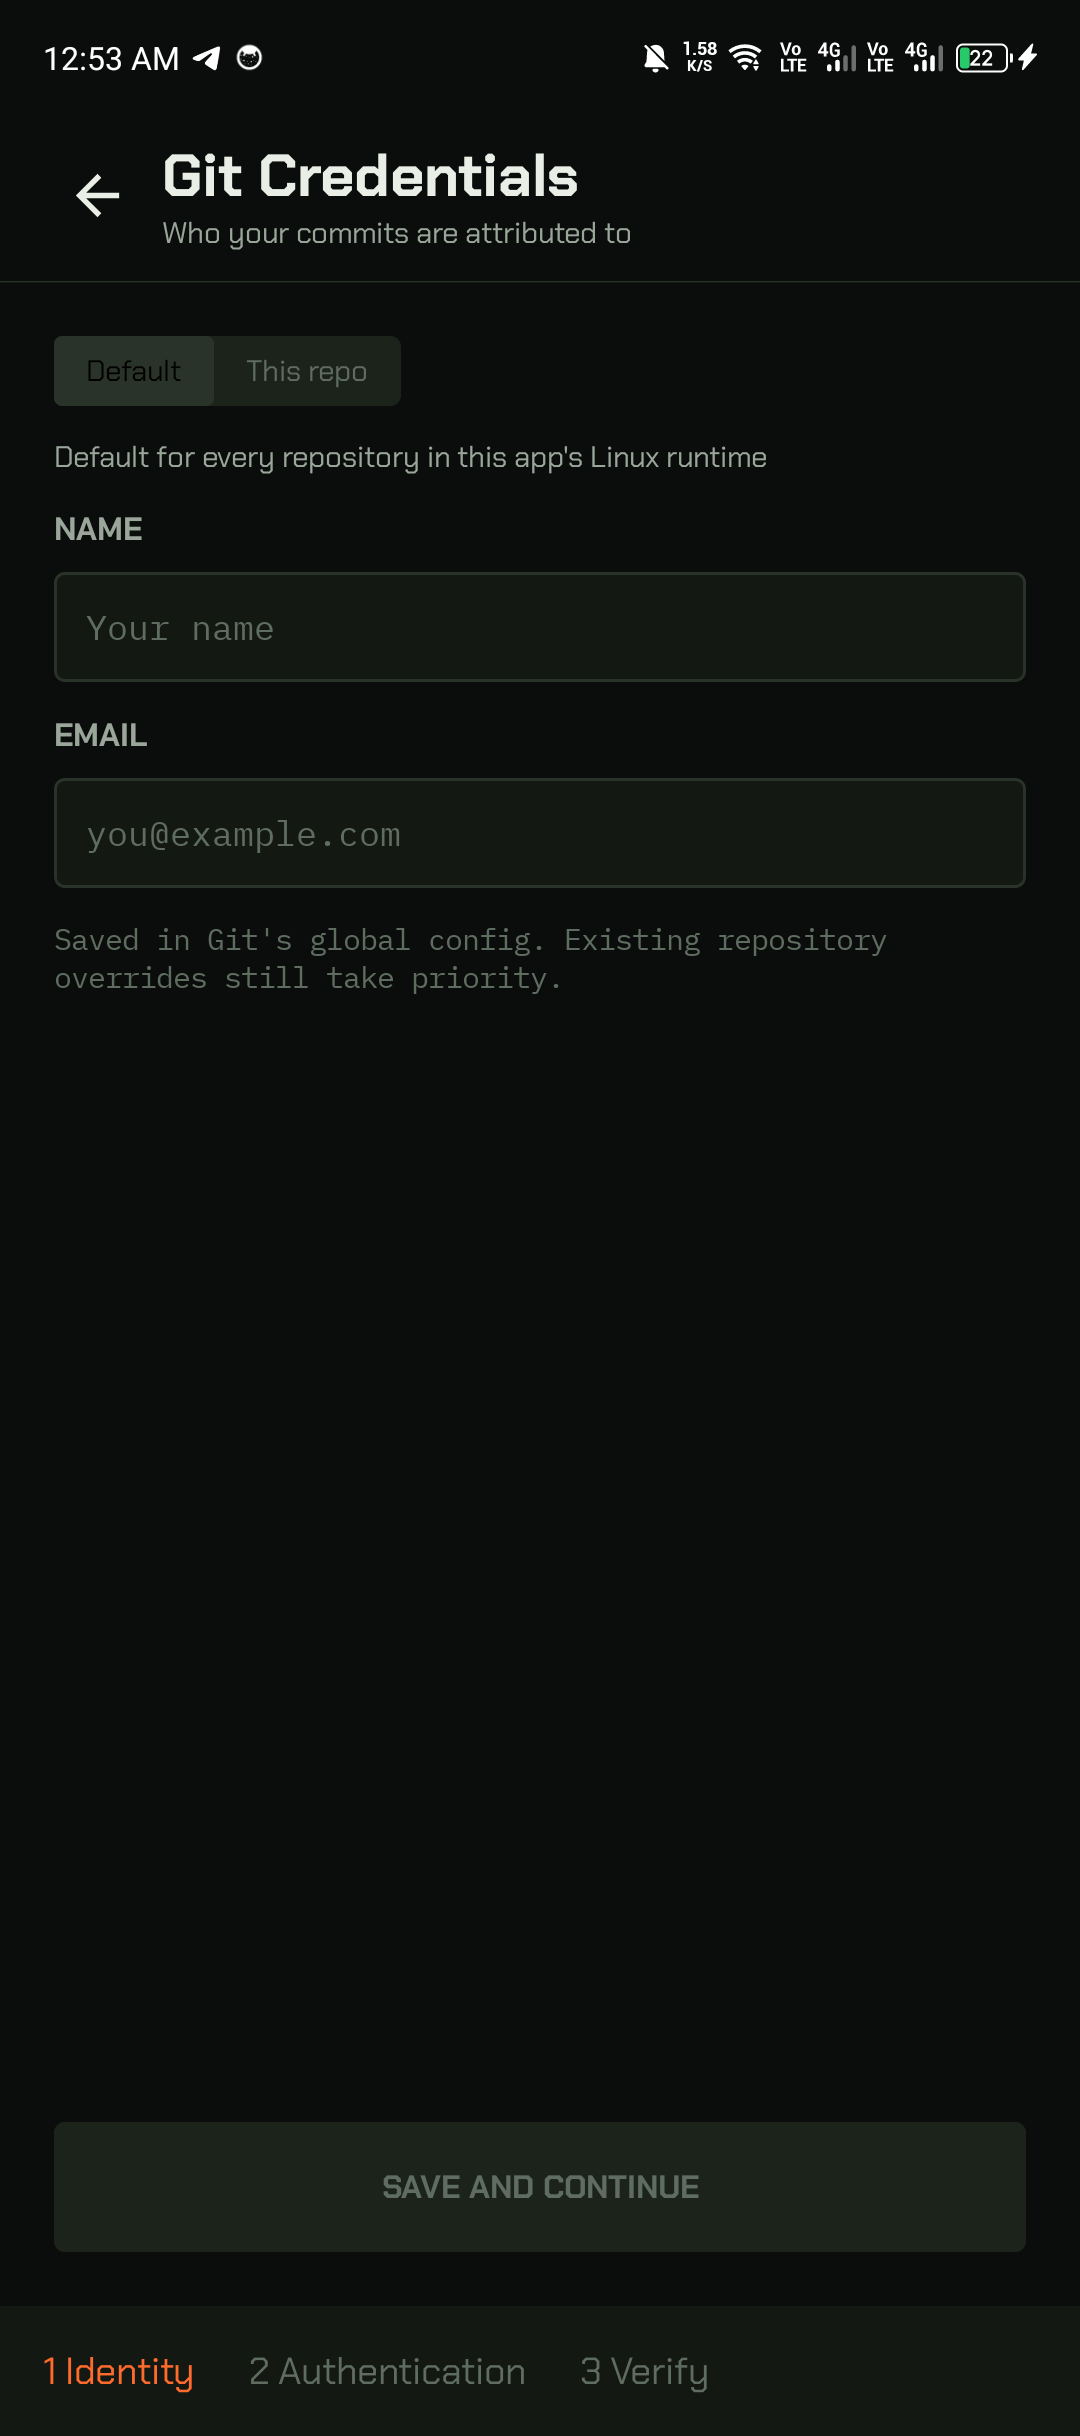 12:53 AM
1.58 K/S
Vo LTE 4G
Vo LTE 4G
22
Git Credentials
Who your commits are attributed to
Default
This repo
Default for every repository in this app's Linux runtime
NAME
Your name
EMAIL
you@example.com
Saved in Git's global config. Existing repository
overrides still take priority.
SAVE AND CONTINUE
1 Identity
2 Authentication
3 Verify